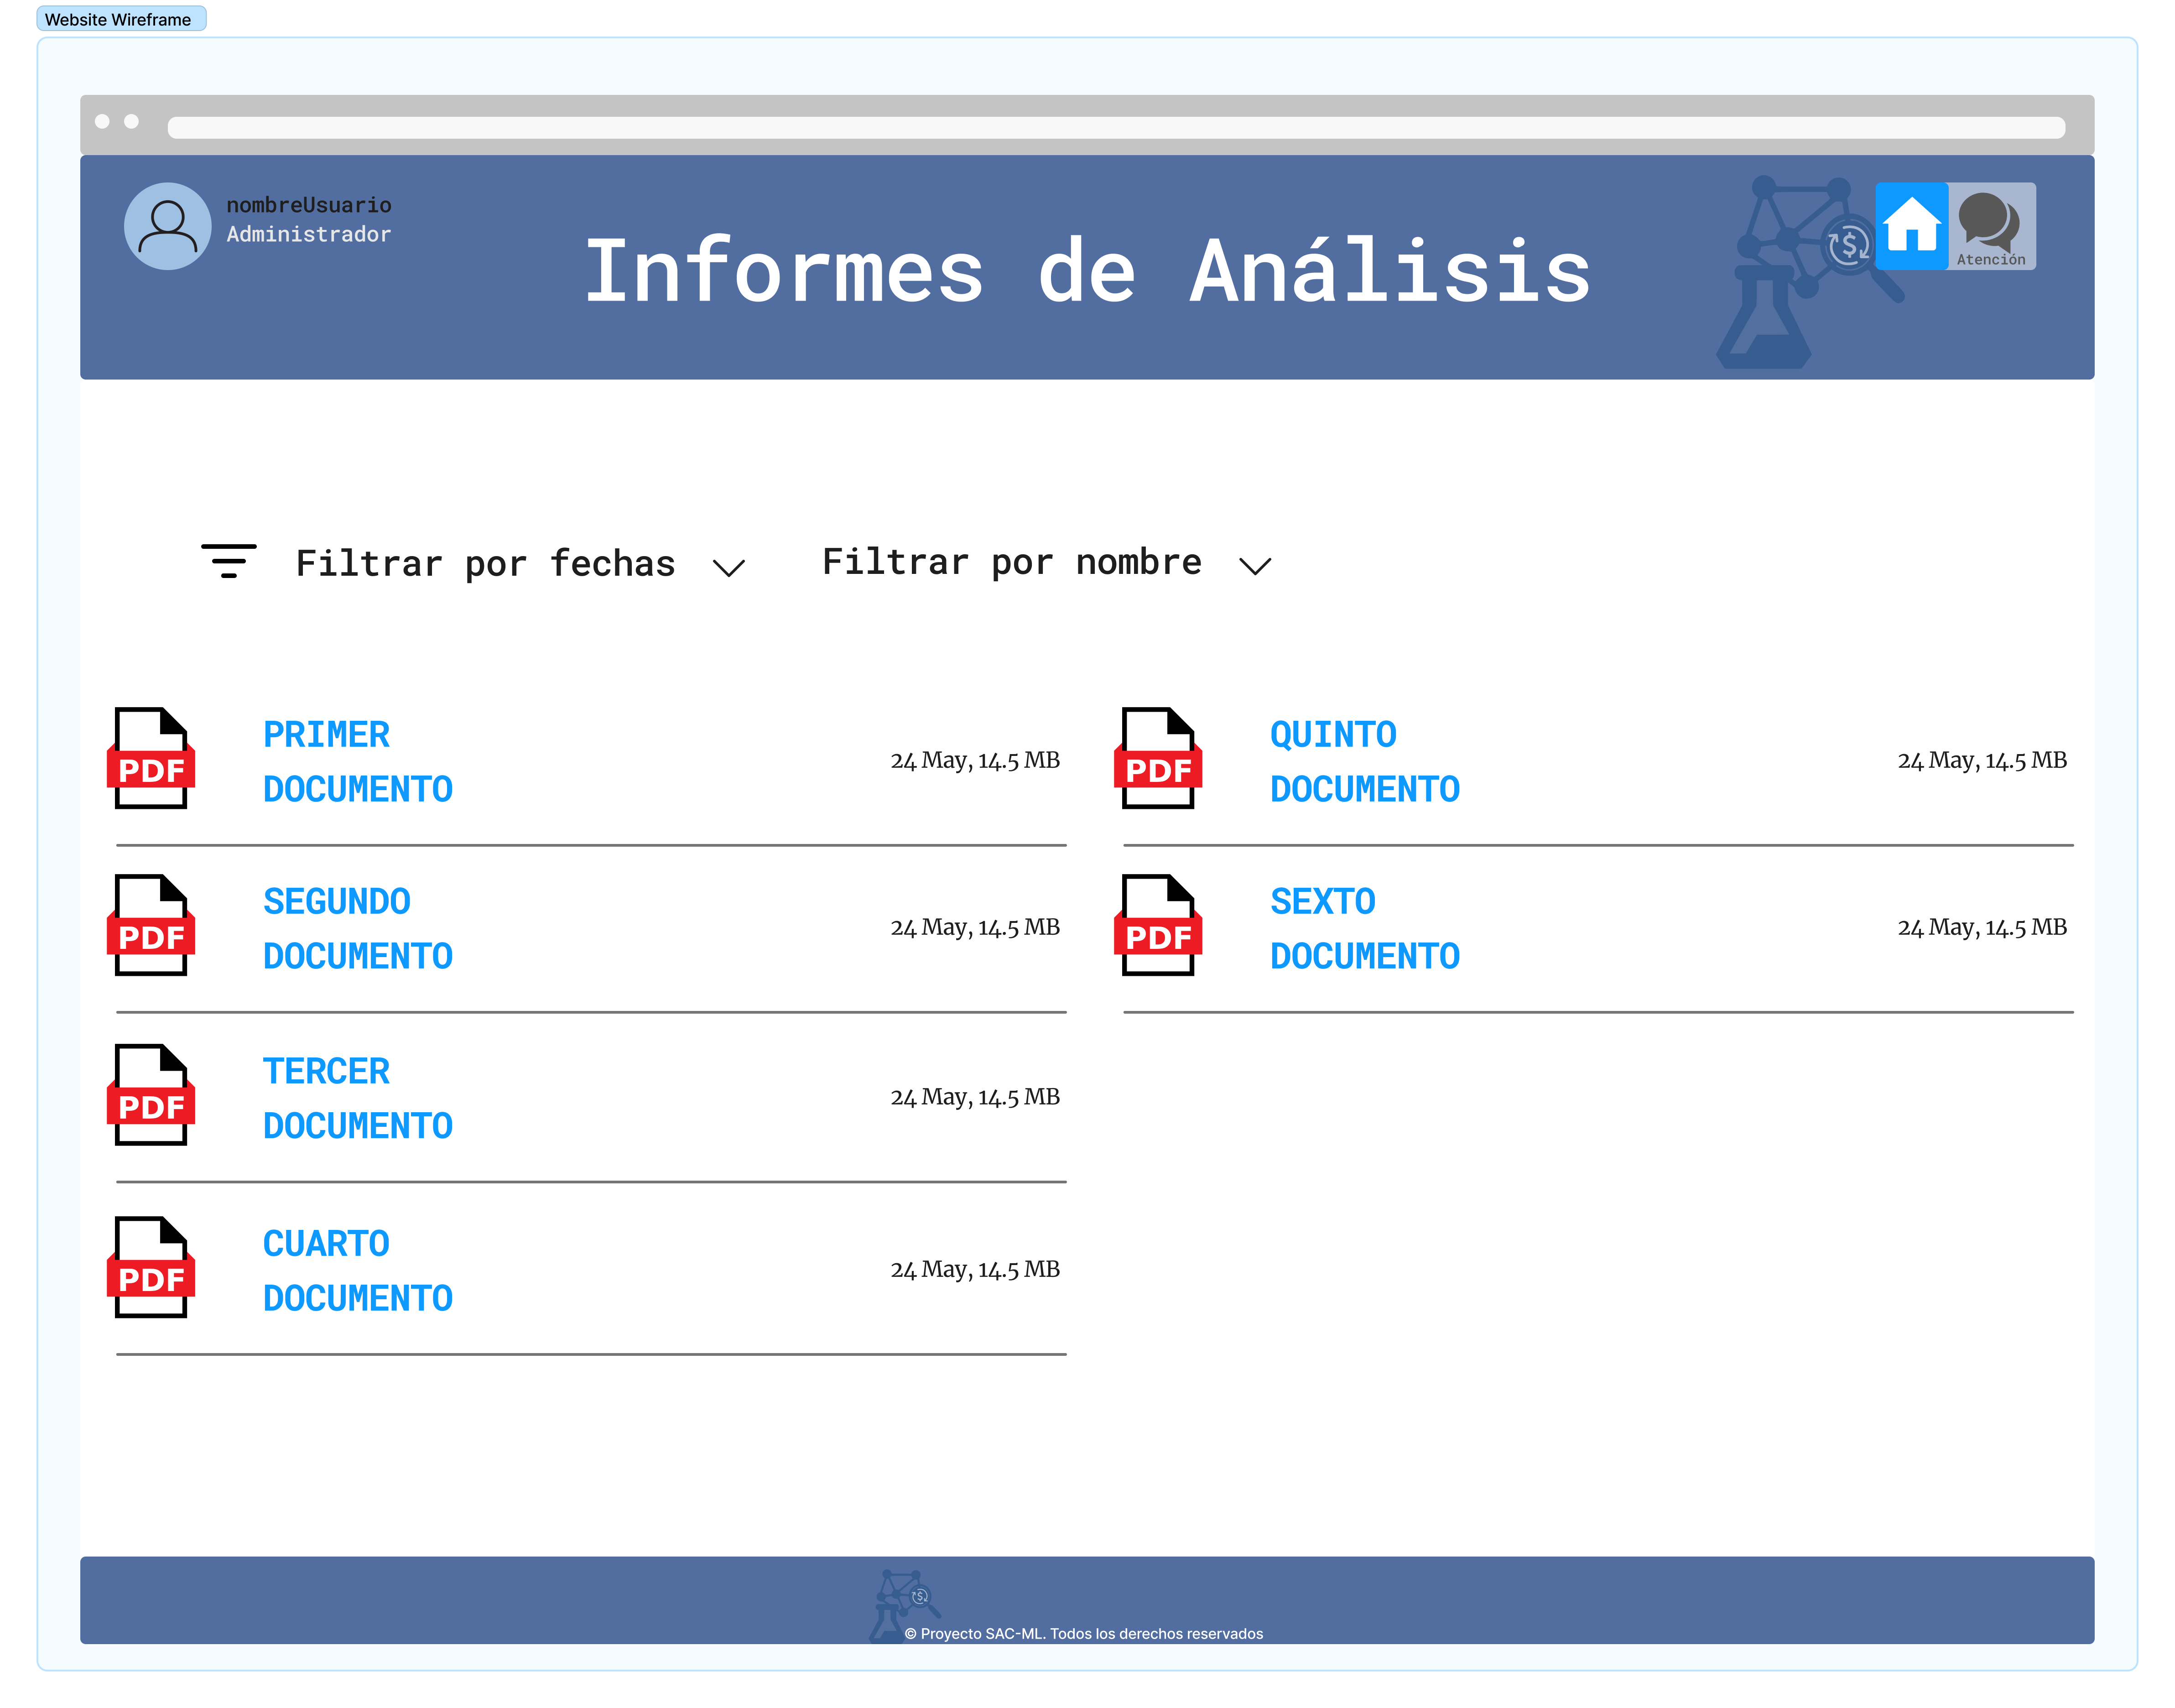 Website Wireframe
nombreUsuario
Administrador
Informes de Análisis
$
Atención
Filtrar por fechas
Filtrar por nombre
PDF
PRIMER
DOCUMENTO
24 May, 14.5 MB
PDF
SEGUNDO
DOCUMENTO
24 May, 14.5 MB
PDF
TERCER
DOCUMENTO
24 May, 14.5 MB
PDF
CUARTO
DOCUMENTO
24 May, 14.5 MB
PDF
QUINTO
DOCUMENTO
24 May, 14.5 MB
PDF
SEXTO
DOCUMENTO
24 May, 14.5 MB
$
© Proyecto SAC-ML. Todos los derechos reservados